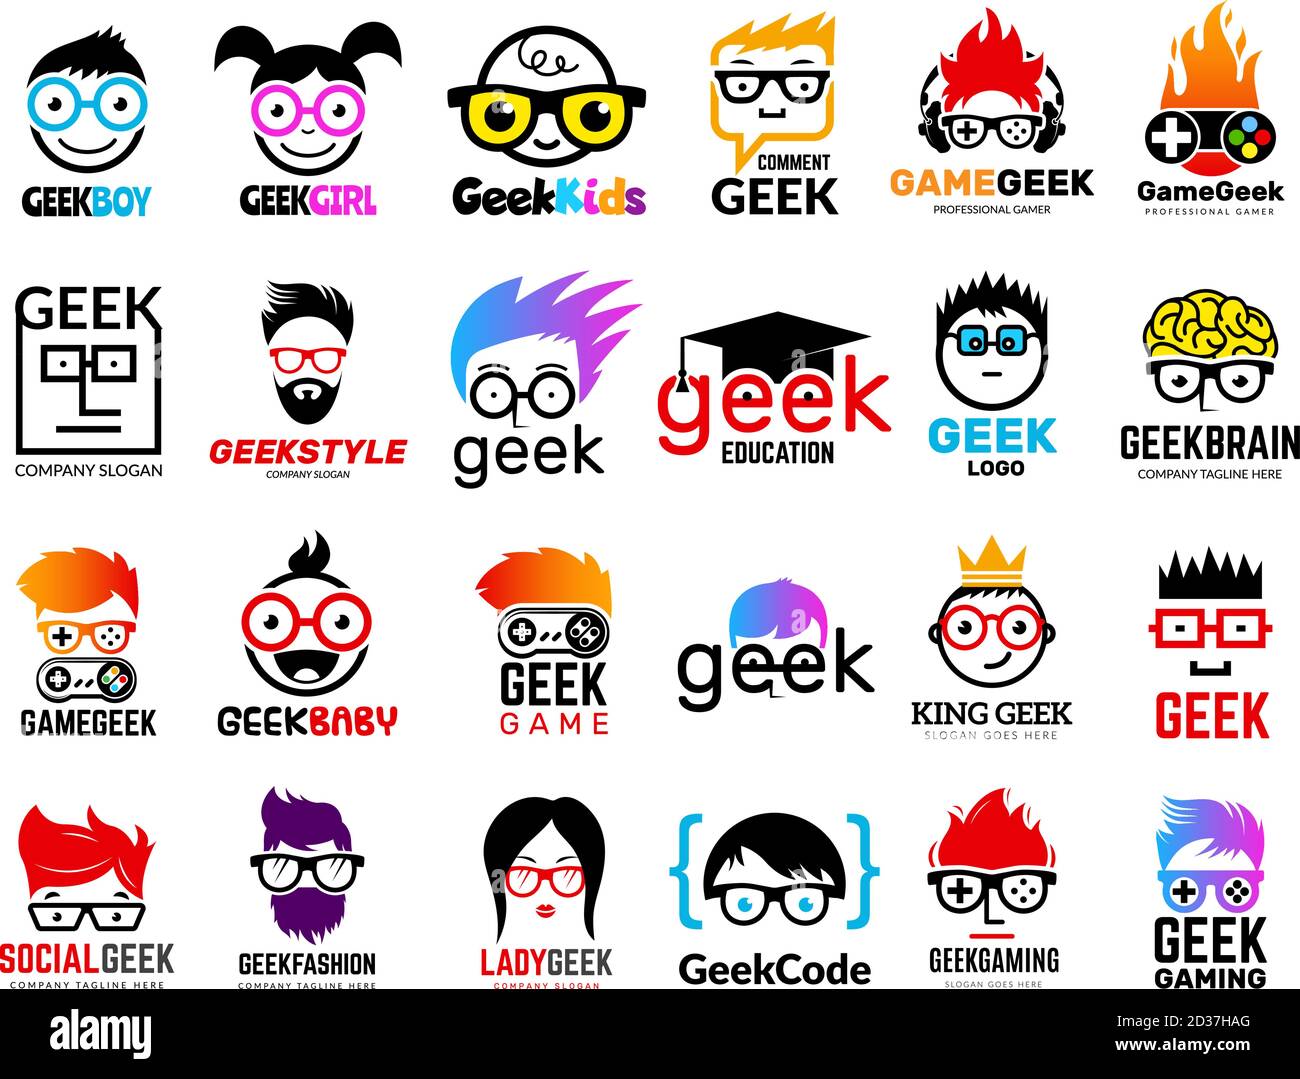 GEEKBOY
GEEKGIRL
GeekKids
COMMENT
GEEK
GAMEGEEK
PROFESSIONAL GAMER
GameGeek
PROFESSIONAL GAMER
GEEK
COMPANY SLOGAN
GEEKSTYLE
COMPANY SLOGAN
geek
geek
EDUCATION
GEEK
LOGO
GEEKBRAIN
COMPANY TAGLINE HERE
GAMEGEEK
GEEKBABY
GEEK
GAME
geek
KING GEEK
SLOGAN GOES HERE
GEEK
SOCIALGEEK
COMPANY TAGLINE HERE
GEEKFASHION
COMPANY TAGLINE HERE
LADYGEEK
COMPANY SLOGAN
GeekCode
GEEKGAMING
SLOGAN GOES HERE
GEEK
GAMING
alamy
Image ID: 2D37HAG
www.alamy.com